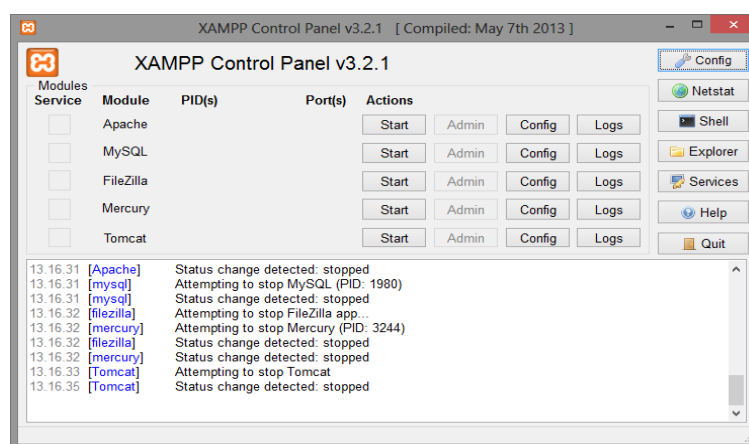 XAMPP Control Panel v3.2.1 [ Compiled: May 7th 2013 ]
XAMPP Control Panel v3.2.1
Config
Modules
Service Module PID(s) Port(s) Actions
Netstat
Apache Start Admin Config Logs
Shell
MySQL Start Admin Config Logs
Explorer
FileZilla Start Admin Config Logs
Services
Mercury Start Admin Config Logs
Help
Tomcat Start Admin Config Logs
Quit
13.16.31 [Apache] Status change detected: stopped
13.16.31 [mysql] Attempting to stop MySQL (PID: 1980)
13.16.31 [mysql] Status change detected: stopped
13.16.32 [filezilla] Attempting to stop FileZilla app...
13.16.32 [mercury] Attempting to stop Mercury (PID: 3244)
13.16.32 [filezilla] Status change detected: stopped
13.16.32 [mercury] Status change detected: stopped
13.16.33 [Tomcat] Attempting to stop Tomcat
13.16.35 [Tomcat] Status change detected: stopped